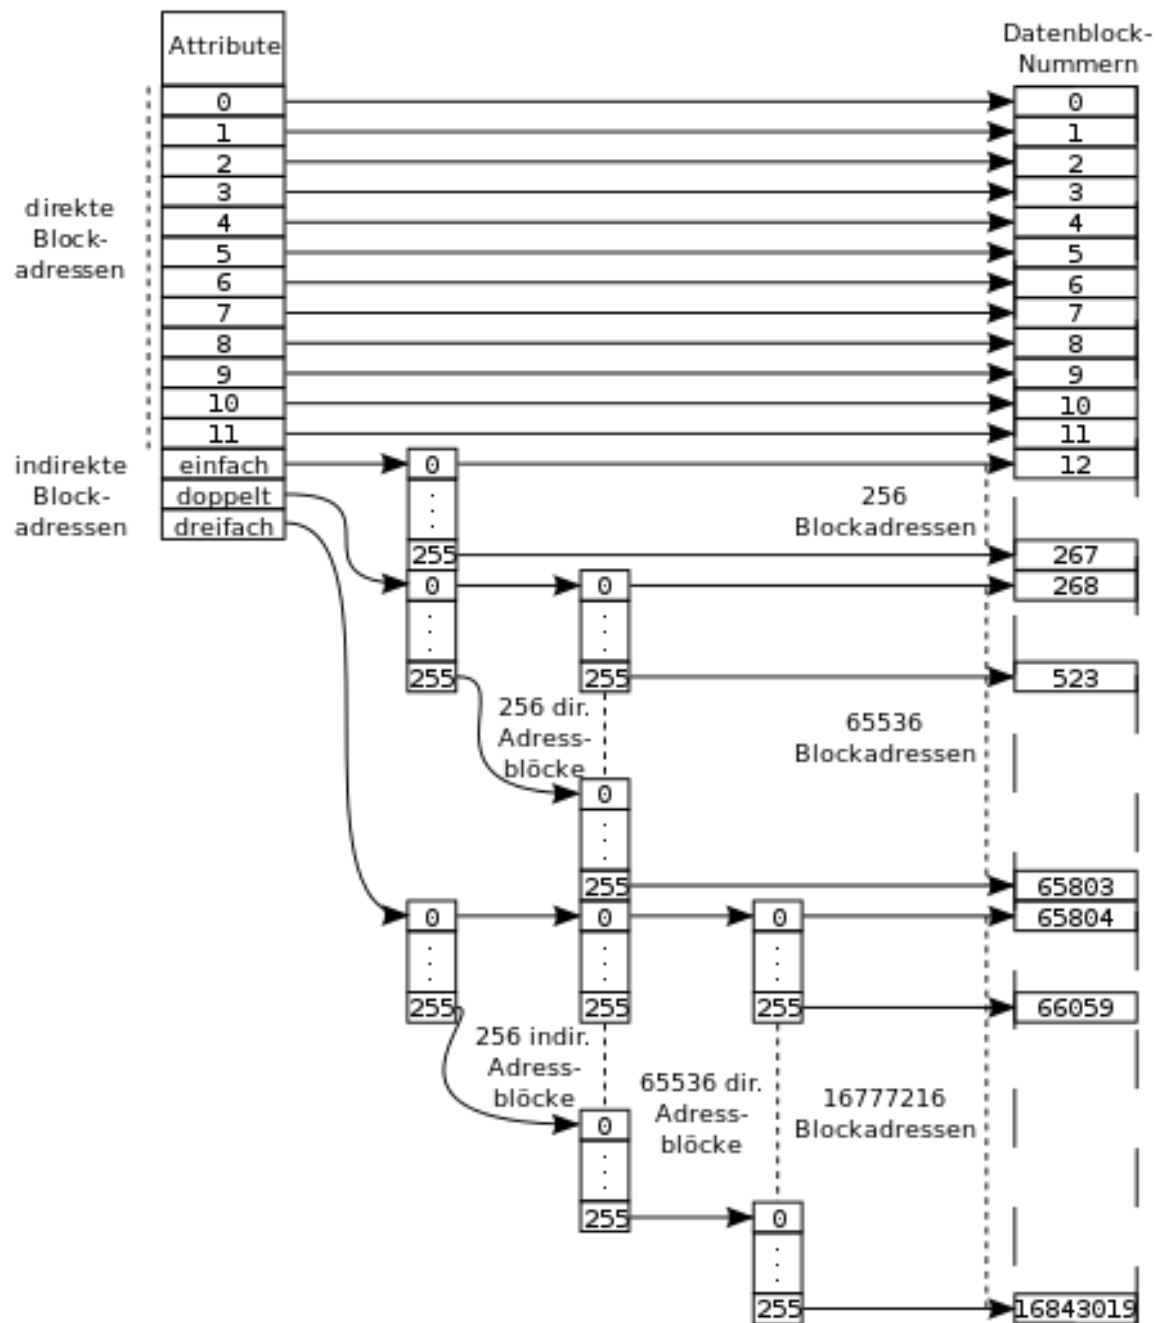 Attribute
Datenblock-
Nummern
0 0
1 1
2 2
3 3
direkte
Block-
adressen
4 4
5 5
6 6
7 7
8 8
9 9
10 10
11 11
indirekte
Block-
adressen
einfach 0 12
doppelt
dreifach
256
Blockadressen
255 267
0 0 268
255 255 523
256 dir.
Adress-
blöcke
65536
Blockadressen
0
255 65803
0 0 0 65804
255 255 255 66059
256 indir.
Adress-
blöcke
65536 dir.
Adress-
blöcke
16777216
Blockadressen
0
255 0
255 16843019